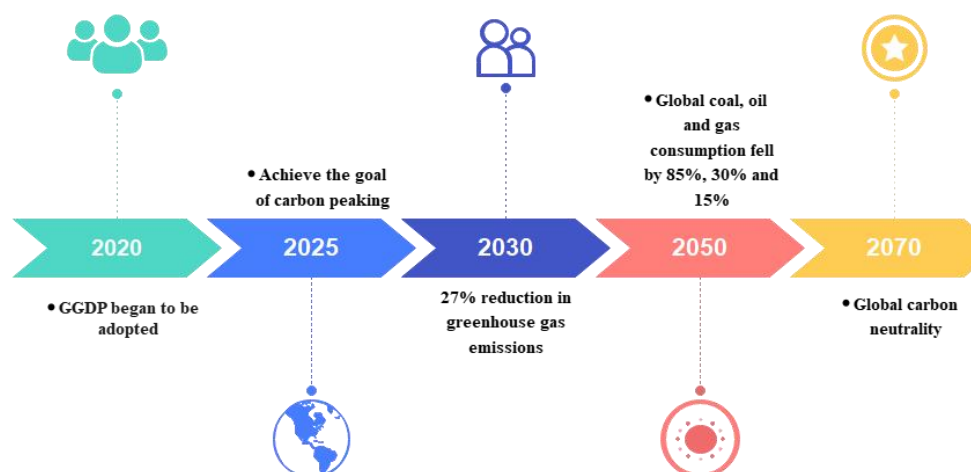 • Global coal, oil
and gas
consumption fell
by 85%, 30% and
15%
• Achieve the goal
of carbon peaking
2020
2025
2030
2050
2070
• GGDP began to be
adopted
27% reduction in
greenhouse gas
emissions
• Global carbon
neutrality